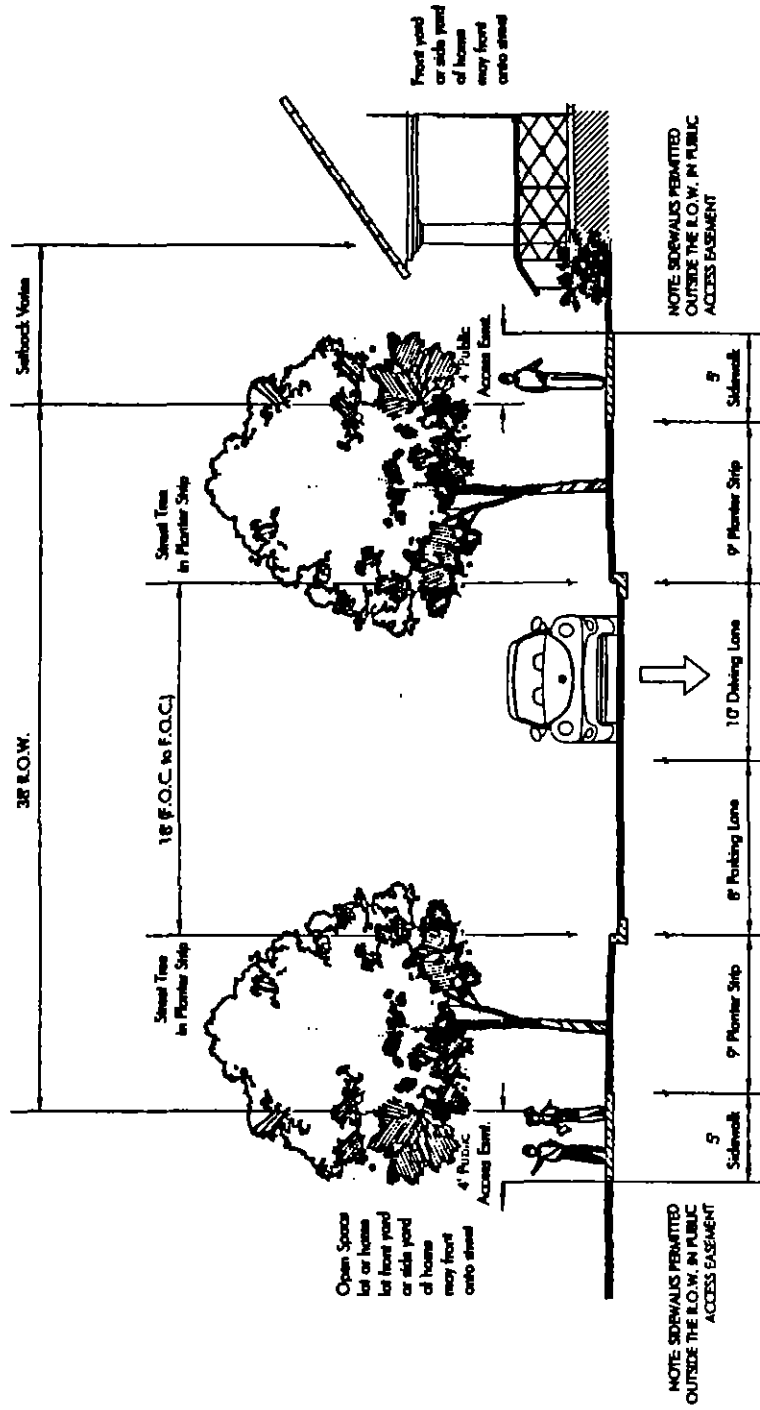 38' R.O.W.
Setback Varies
18' (F.O.C. to F.O.C.)
Street Tree
in Planter Strip
Street Tree
in Planter Strip
Open Space
lot or home
lot front yard
or side yard
of home
may front
onto street
Front yard
or side yard
of home
may front
onto street
4' Public
Access Esmt.
4' Public
Access Esmt.
5'
Sidewalk
9' Planter Strip
8' Parking Lane
10' Driving Lane
9' Planter Strip
5'
Sidewalk
NOTE: SIDEWALKS PERMITTED
OUTSIDE THE R.O.W. IN PUBLIC
ACCESS EASEMENT
NOTE: SIDEWALKS PERMITTED
OUTSIDE THE R.O.W. IN PUBLIC
ACCESS EASEMENT